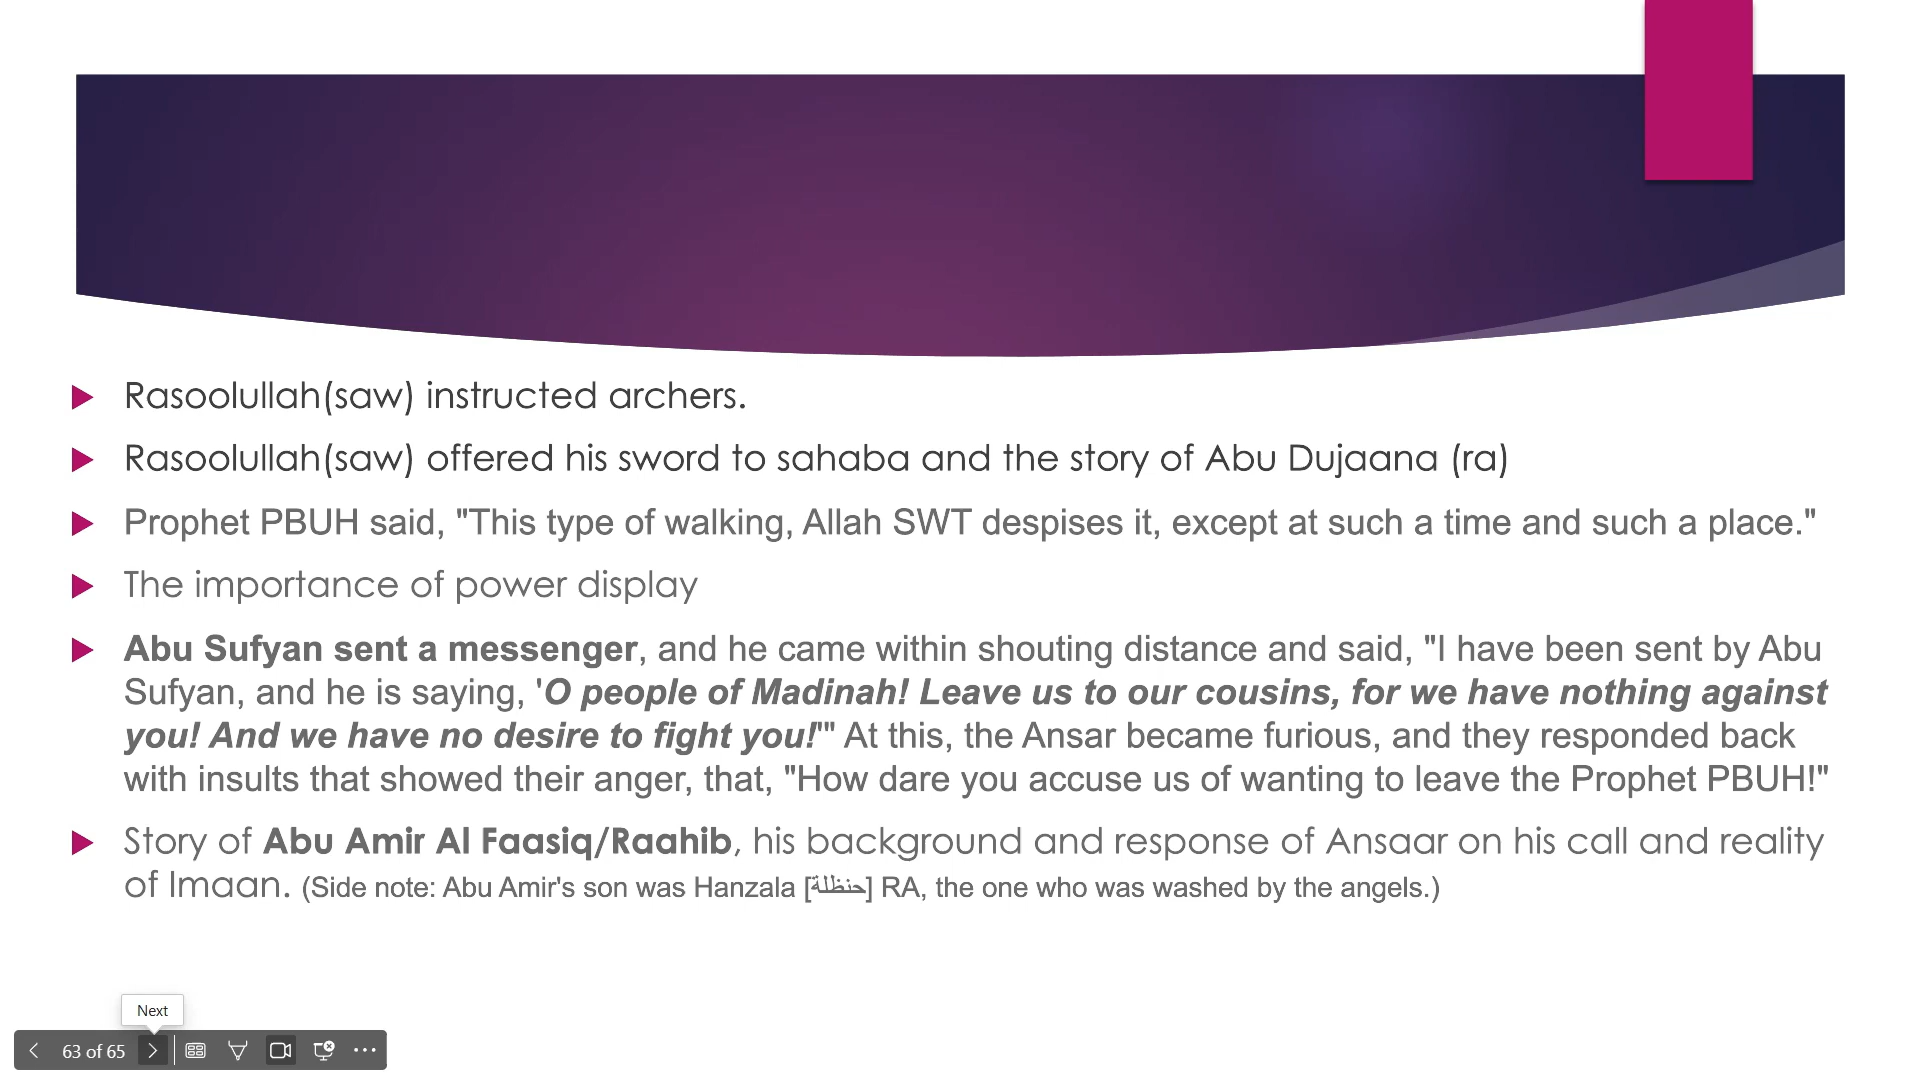 Rasoolullah(saw) instructed archers.
Rasoolullah(saw) offered his sword to sahaba and the story of Abu Dujaana (ra)
Prophet PBUH said, "This type of walking, Allah SWT despises it, except at such a time and such a place."
The importance of power display
Abu Sufyan sent a messenger, and he came within shouting distance and said, "I have been sent by Abu
Sufyan, and he is saying, 'O people of Madinah! Leave us to our cousins, for we have nothing against
you! And we have no desire to fight you!'" At this, the Ansar became furious, and they responded back
with insults that showed their anger, that, "How dare you accuse us of wanting to leave the Prophet PBUH!"
Story of Abu Amir Al Faasiq/Raahib, his background and response of Ansaar on his call and reality
of Imaan. (Side note: Abu Amir's son was Hanzala [حنظلة] RA, the one who was washed by the angels.)
Next
63 of 65